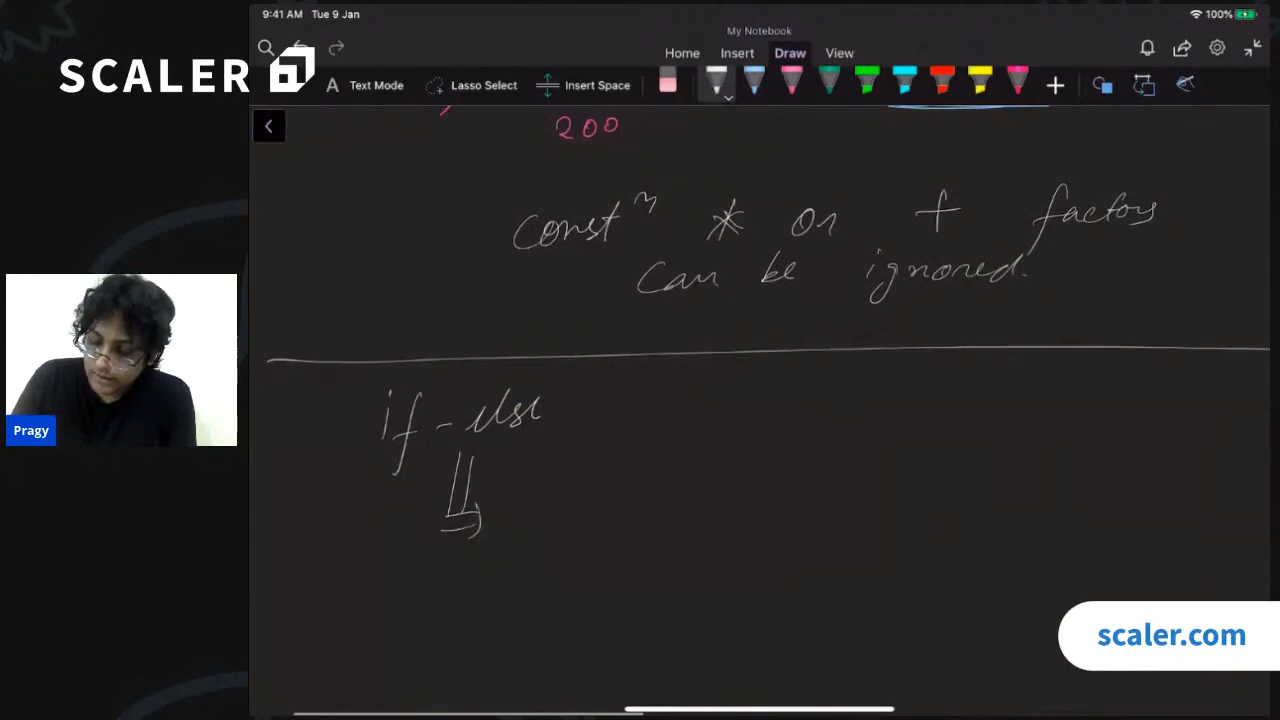 9:41 AM Tue 9 Jan
100%
My Notebook
SCALER
Home Insert Draw View
A Text Mode Lasso Select Insert Space
200
const * or + factors
can be ignored.
if-else
Pragy
scaler.com